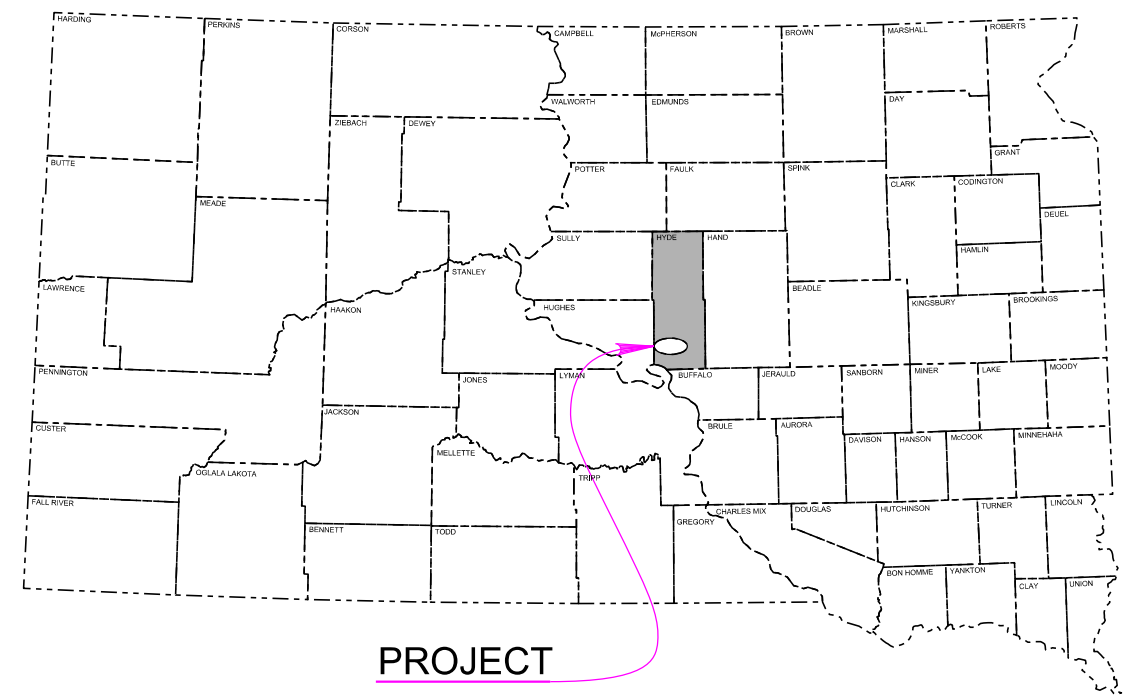 HARDING
PERKINS
CORSON
CAMPBELL
McPHERSON
BROWN
MARSHALL
ROBERTS
WALWORTH
EDMUNDS
DAY
ZIEBACH
DEWEY
GRANT
BUTTE
POTTER
FAULK
SPINK
CLARK
CODINGTON
MEADE
DEUEL
SULLY
HYDE
HAND
HAMLIN
STANLEY
LAWRENCE
BEADLE
HAAKON
HUGHES
KINGSBURY
BROOKINGS
PENNINGTON
JONES
LYMAN
BUFFALO
JERAULD
SANBORN
MINER
LAKE
MOODY
JACKSON
CUSTER
BRULE
AURORA
DAVISON
HANSON
McCOOK
MINNEHAHA
MELLETTE
OGLALA LAKOTA
TRIPP
FALL RIVER
GREGORY
CHARLES MIX
DOUGLAS
HUTCHINSON
TURNER
LINCOLN
BENNETT
TODD
BON HOMME
YANKTON
CLAY
UNION
PROJECT